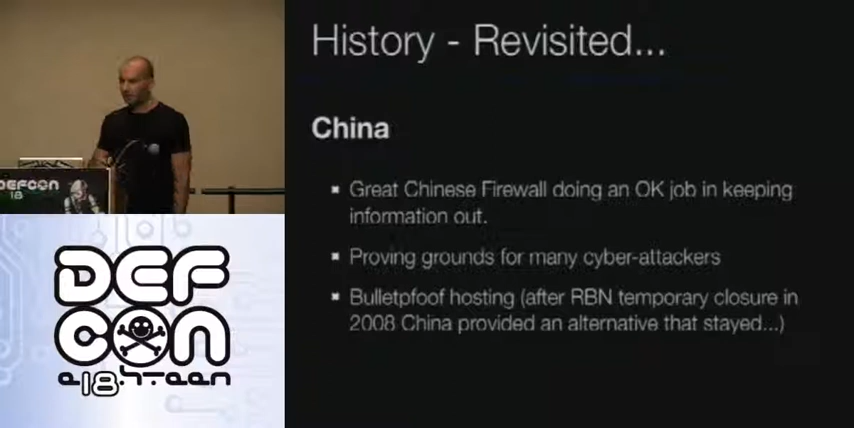 History - Revisited...
China
Great Chinese Firewall doing an OK job in keeping
information out.
Proving grounds for many cyber-attackers
Bulletpfoof hosting (after RBN temporary closure in
2008 China provided an alternative that stayed...)
DEFCON
18
DEF
CON
e18.hteen